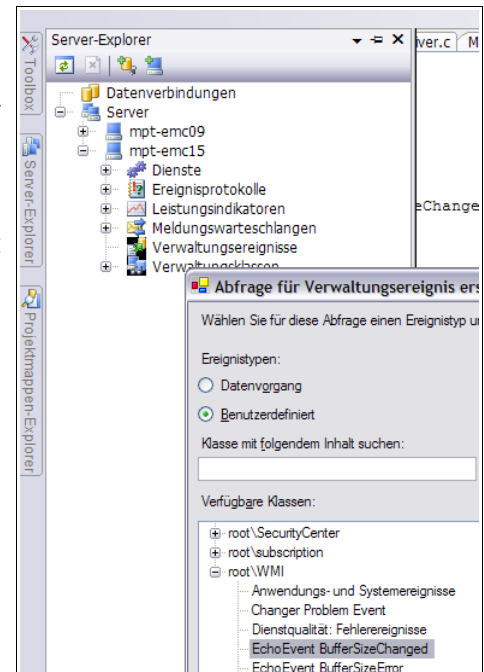 Server-Explorer
iver.c
M
Toolbox
Server-Explorer
Projektmappen-Explorer
Datenverbindungen
Server
mpt-emc09
mpt-emc15
Dienste
Ereignisprotokolle
Leistungsindikatoren
Meldungswarteschlangen
Verwaltungsereignisse
Verwaltungsklassen
eChange
Abfrage für Verwaltungsereignis ers
Wählen Sie für diese Abfrage einen Ereignistyp u
Ereignistypen:
Datenvorgang
Benutzerdefiniert
Klasse mit folgendem Inhalt suchen:
Verfügbare Klassen:
root\SecurityCenter
root\subscription
root\WMI
Anwendungs- und Systemereignisse
Changer Problem Event
Dienstqualität: Fehlerereignisse
EchoEvent BufferSizeChanged
EchoEvent BufferSizeError